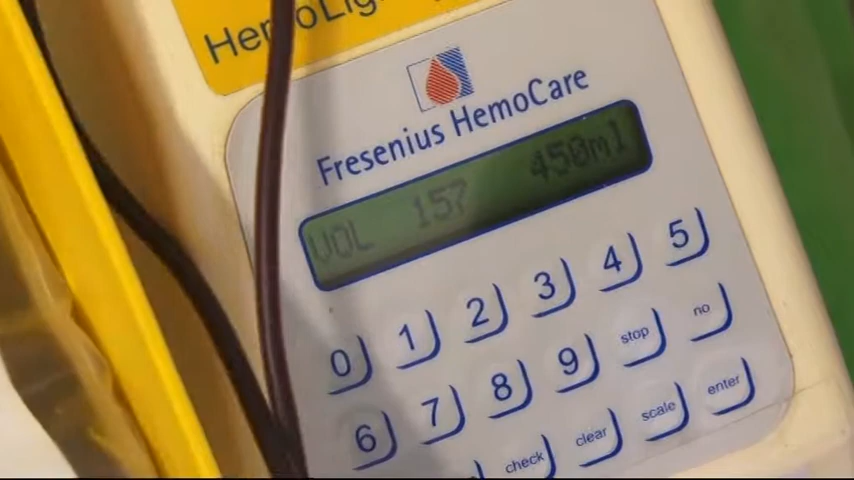 Fresenius HemoCare
VOL 157 450ml
0 1 2 3 4 5
6 7 8 9 stop no
check clear scale enter